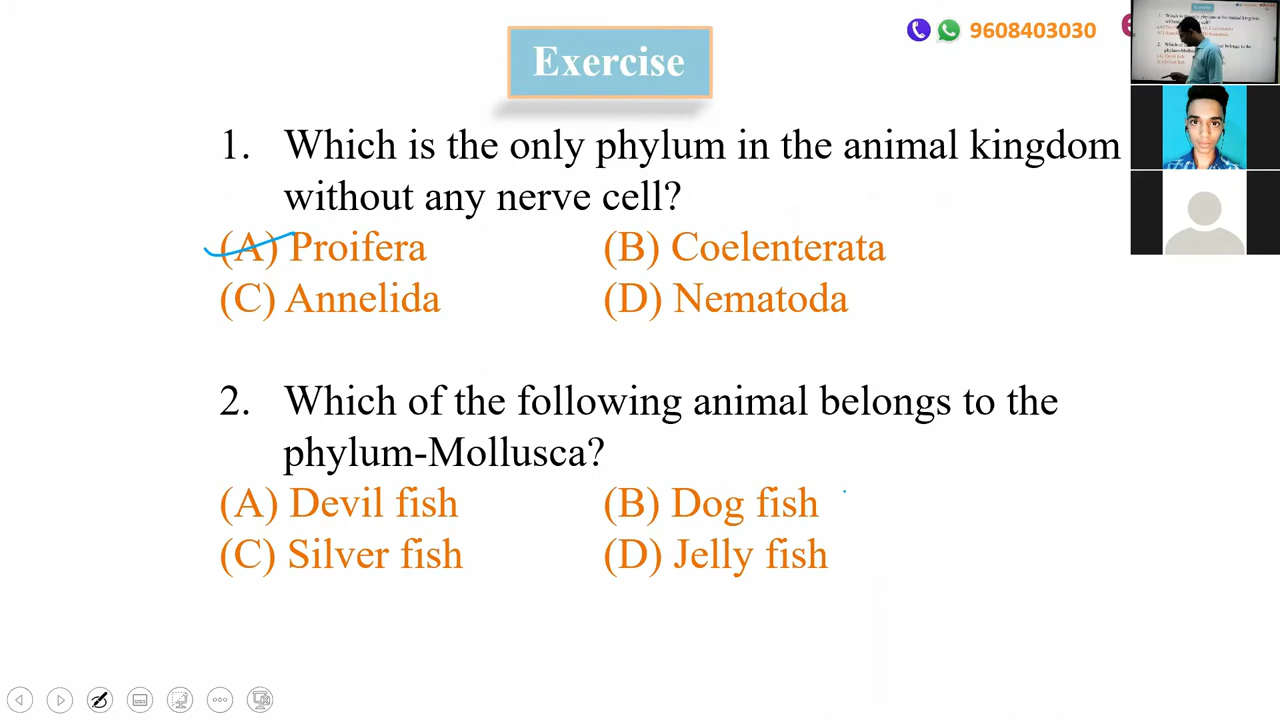 9608403030
Exercise
1. Which is the only phylum in the animal kingdom
without any nerve cell?
(A) Proifera (B) Coelenterata
(C) Annelida (D) Nematoda
2. Which of the following animal belongs to the
phylum-Mollusca?
(A) Devil fish (B) Dog fish
(C) Silver fish (D) Jelly fish